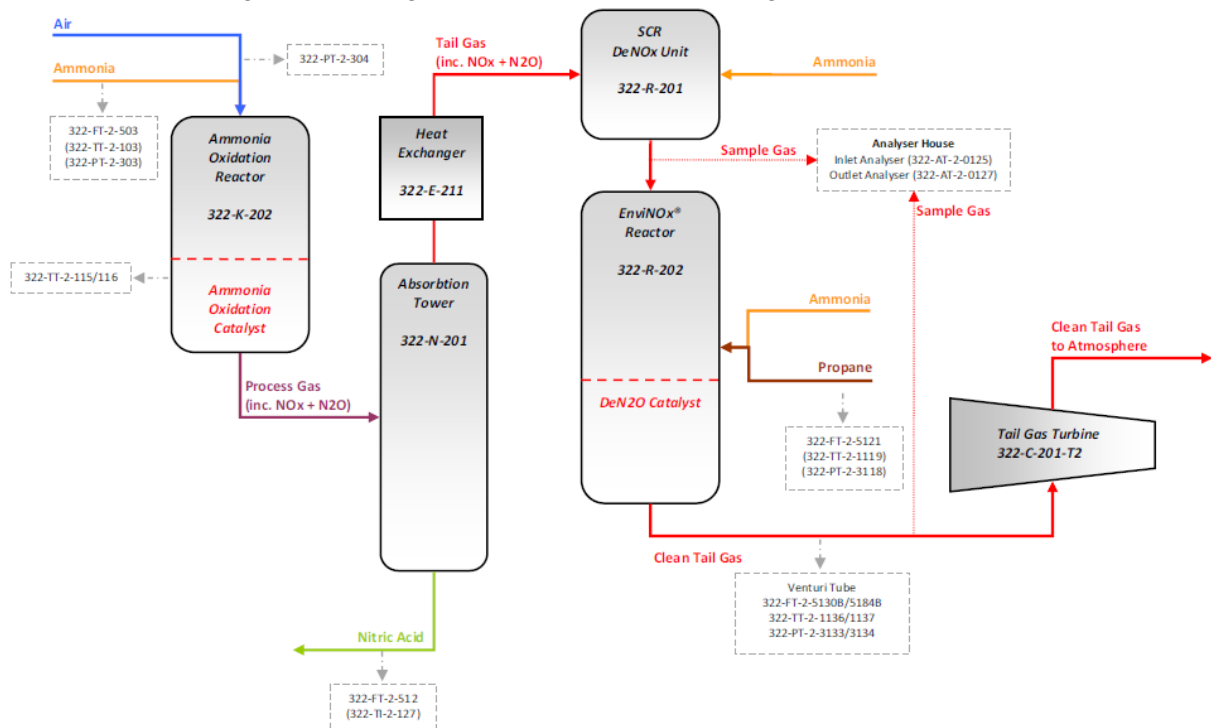 Air
322-PT-2-304
Ammonia
322-FT-2-503
(322-TT-2-103)
(322-PT-2-303)
Ammonia
Oxidation
Reactor
322-K-202
322-TT-2-115/116
Ammonia
Oxidation
Catalyst
Process Gas
(inc. NOx + N2O)
Tail Gas
(inc. NOx + N2O)
Heat
Exchanger
322-E-211
Absorbtion
Tower
322-N-201
Nitric Acid
322-FT-2-512
(322-TI-2-127)
SCR
DeNOx Unit
322-R-201
Ammonia
Sample Gas
Analyser House
Inlet Analyser (322-AT-2-0125)
Outlet Analyser (322-AT-2-0127)
Sample Gas
EnviNOx®
Reactor
322-R-202
Ammonia
Propane
DeN2O Catalyst
322-FT-2-5121
(322-TT-2-1119)
(322-PT-2-3118)
Clean Tail Gas
to Atmosphere
Tail Gas Turbine
322-C-201-T2
Clean Tail Gas
Venturi Tube
322-FT-2-5130B/5184B
322-TT-2-1136/1137
322-PT-2-3133/3134